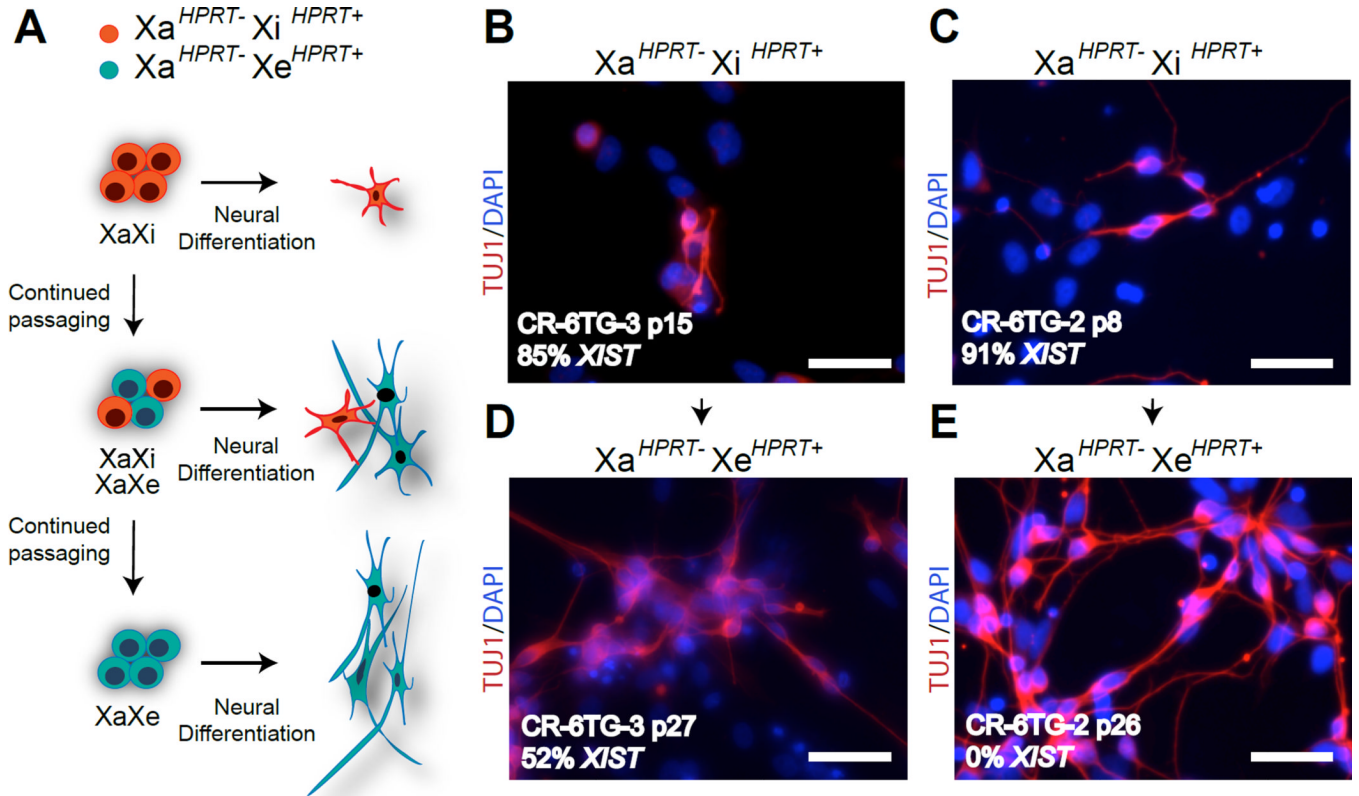 A
Xa HPRT- Xi HPRT+
Xa HPRT- Xe HPRT+
XaXi
Neural
Differentiation
Continued
passaging
XaXi
XaXe
Neural
Differentiation
Continued
passaging
XaXe
Neural
Differentiation
B
Xa HPRT- Xi HPRT+
TUJ1/DAPI
CR-6TG-3 p15
85% XIST
C
Xa HPRT- Xi HPRT+
TUJ1/DAPI
CR-6TG-2 p8
91% XIST
D
Xa HPRT- Xe HPRT+
TUJ1/DAPI
CR-6TG-3 p27
52% XIST
E
Xa HPRT- Xe HPRT+
TUJ1/DAPI
CR-6TG-2 p26
0% XIST